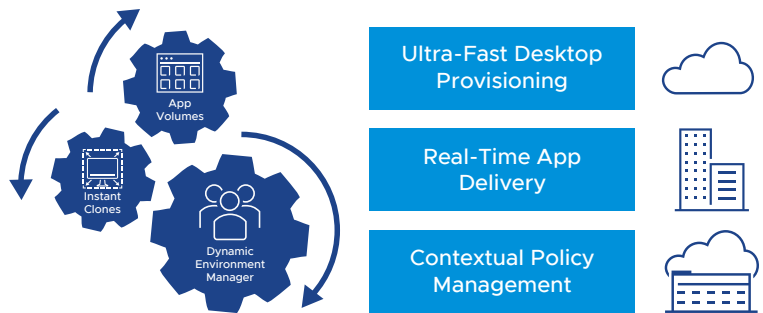 App
Volumes
Instant
Clones
Dynamic
Environment
Manager
Ultra-Fast Desktop
Provisioning
Real-Time App
Delivery
Contextual Policy
Management